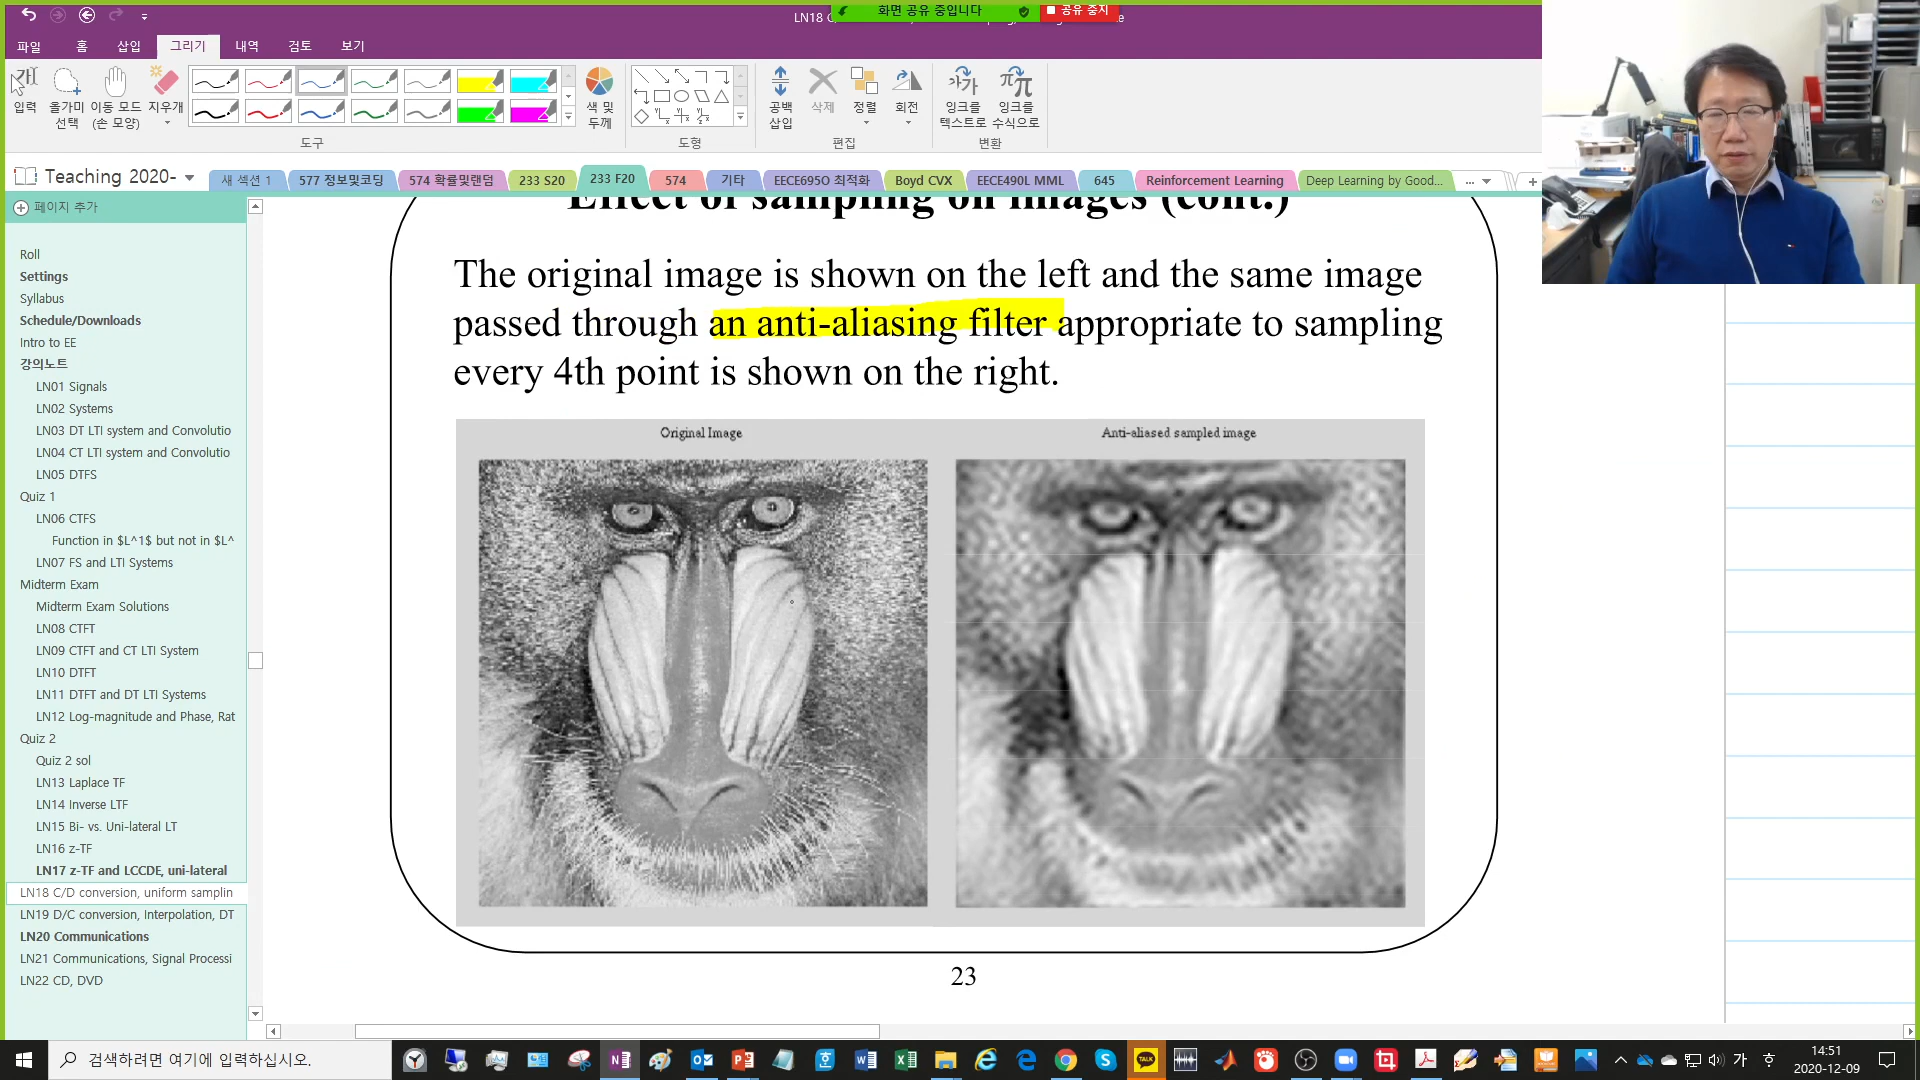 화면 공유 중입니다
공유 중지
LN18 C
파일 홈 삽입 그리기 내역 검토 보기
입력
올가미 선택
이동 모드 (손 모양)
지우개
색 및 두께
공백 삽입
삭제
정렬
회전
잉크를 텍스트로
잉크를 수식으로
도구
도형
편집
변환
Teaching 2020-
새 섹션 1
577 정보및코딩
574 확률및랜덤
233 S20
233 F20
574
기타
EECE695O 최적화
Boyd CVX
EECE490L MML
645
Reinforcement Learning
Deep Learning by Good...
...
페이지 추가
Roll
Settings
Syllabus
Schedule/Downloads
Intro to EE
강의노트
LN01 Signals
LN02 Systems
LN03 DT LTI system and Convolutio
LN04 CT LTI system and Convolutio
LN05 DTFS
Quiz 1
LN06 CTFS
Function in $L^1$ but not in $L^
LN07 FS and LTI Systems
Midterm Exam
Midterm Exam Solutions
LN08 CTFT
LN09 CTFT and CT LTI System
LN10 DTFT
LN11 DTFT and DT LTI Systems
LN12 Log-magnitude and Phase, Rat
Quiz 2
Quiz 2 sol
LN13 Laplace TF
LN14 Inverse LTF
LN15 Bi- vs. Uni-lateral LT
LN16 z-TF
LN17 z-TF and LCCDE, uni-lateral
LN18 C/D conversion, uniform samplin
LN19 D/C conversion, Interpolation, DT
LN20 Communications
LN21 Communications, Signal Processi
LN22 CD, DVD
Effect of sampling on images (cont.)
The original image is shown on the left and the same image
passed through an anti-aliasing filter appropriate to sampling
every 4th point is shown on the right.
Original Image
Anti-aliased sampled image
23
검색하려면 여기에 입력하십시오.
가
14:51
2020-12-09